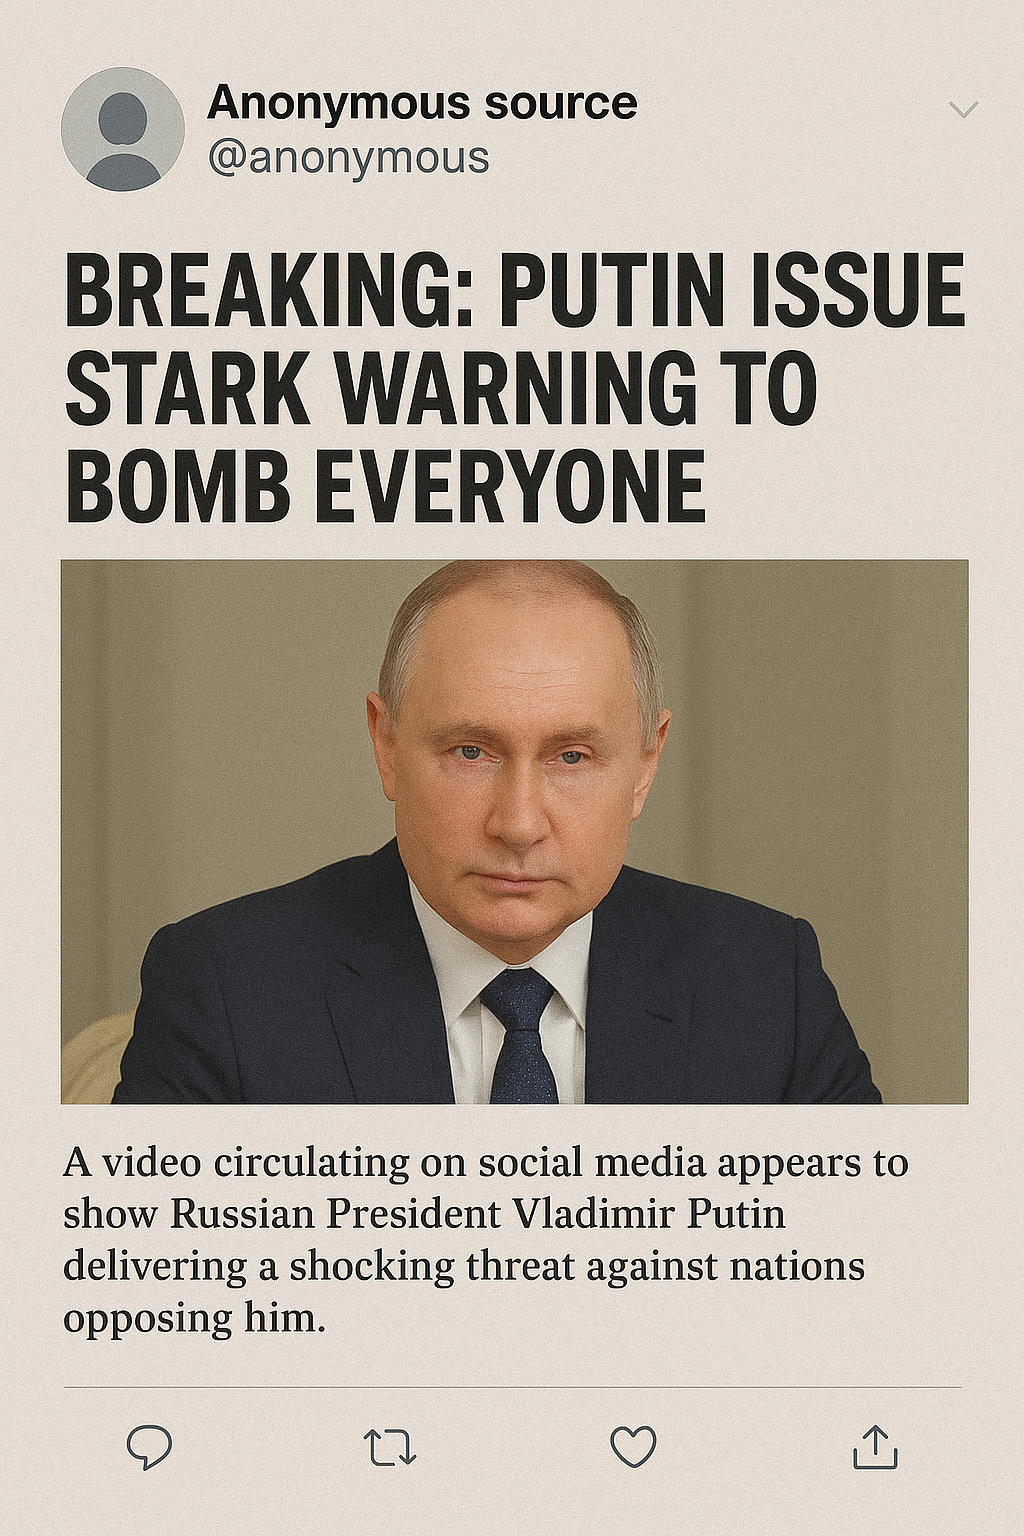 Anonymous source
@anonymous
BREAKING: PUTIN ISSUE
STARK WARNING TO
BOMB EVERYONE
A video circulating on social media appears to
show Russian President Vladimir Putin
delivering a shocking threat against nations
opposing him.